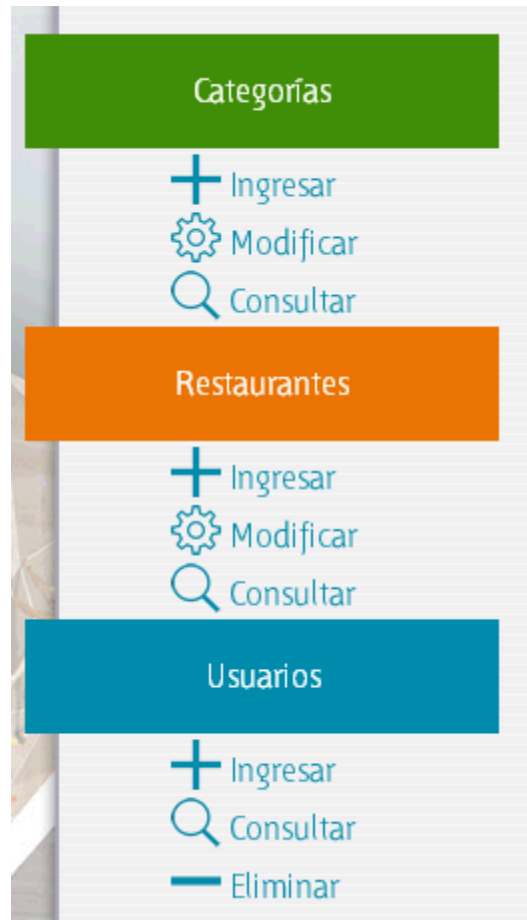 Categorías
Ingresar
Modificar
Consultar
Restaurantes
Ingresar
Modificar
Consultar
Usuarios
Ingresar
Consultar
Eliminar